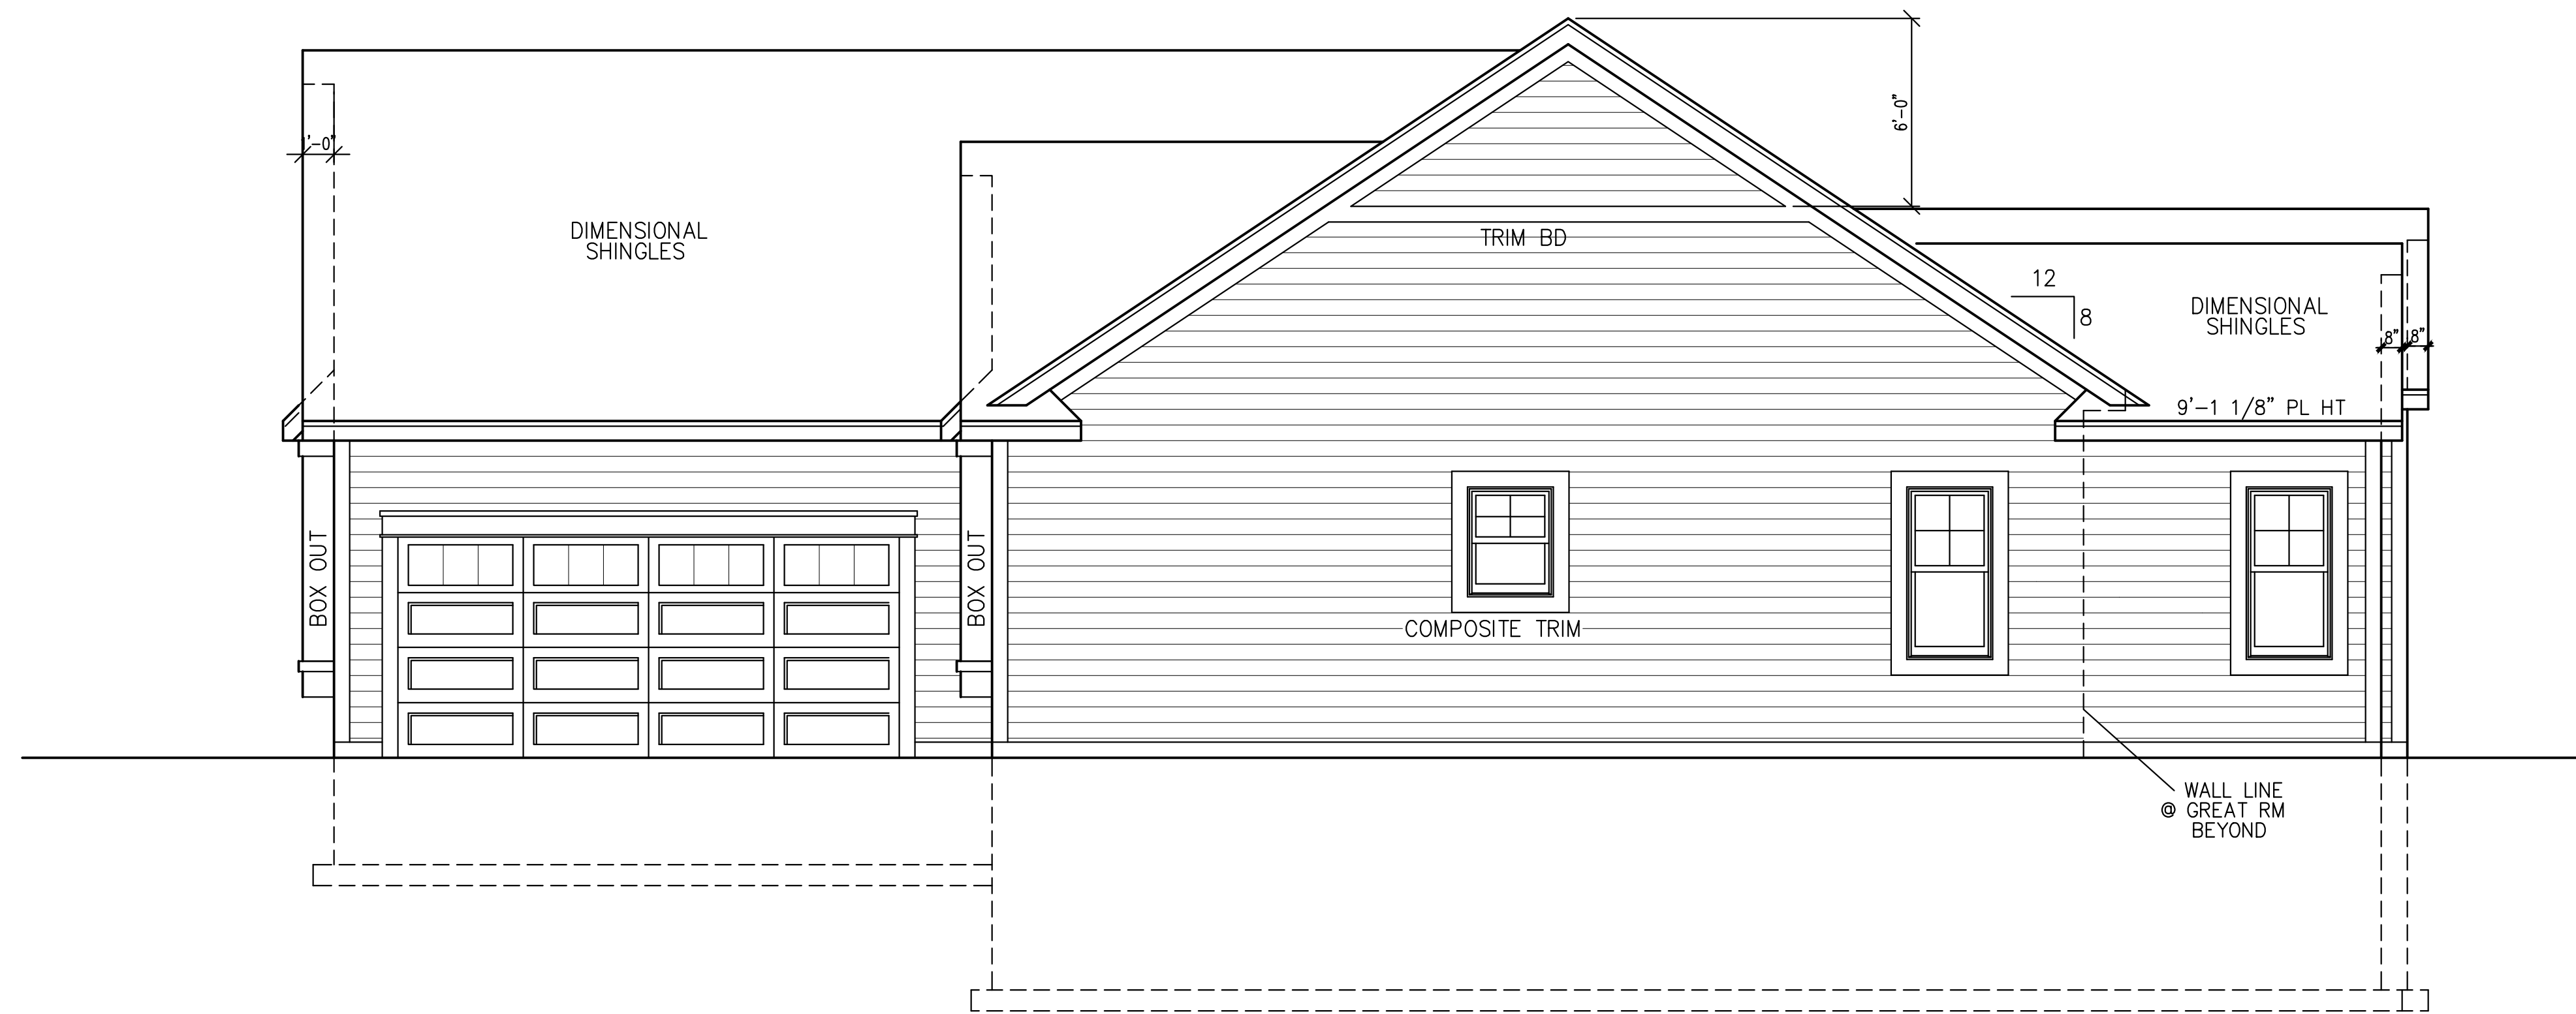 6'-0"
1'-0"
DIMENSIONAL
SHINGLES
TRIM BD
12
8
DIMENSIONAL
SHINGLES
8"
8"
9'-1 1/8" PL HT
BOX OUT
BOX OUT
COMPOSITE TRIM
WALL LINE
@ GREAT RM
BEYOND